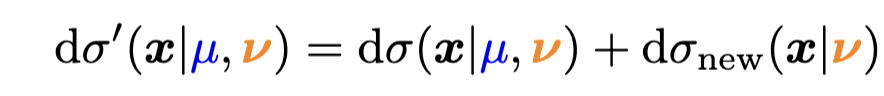 dσ′(x|μ, ν) = dσ(x|μ, ν) + dσ_new(x|ν)